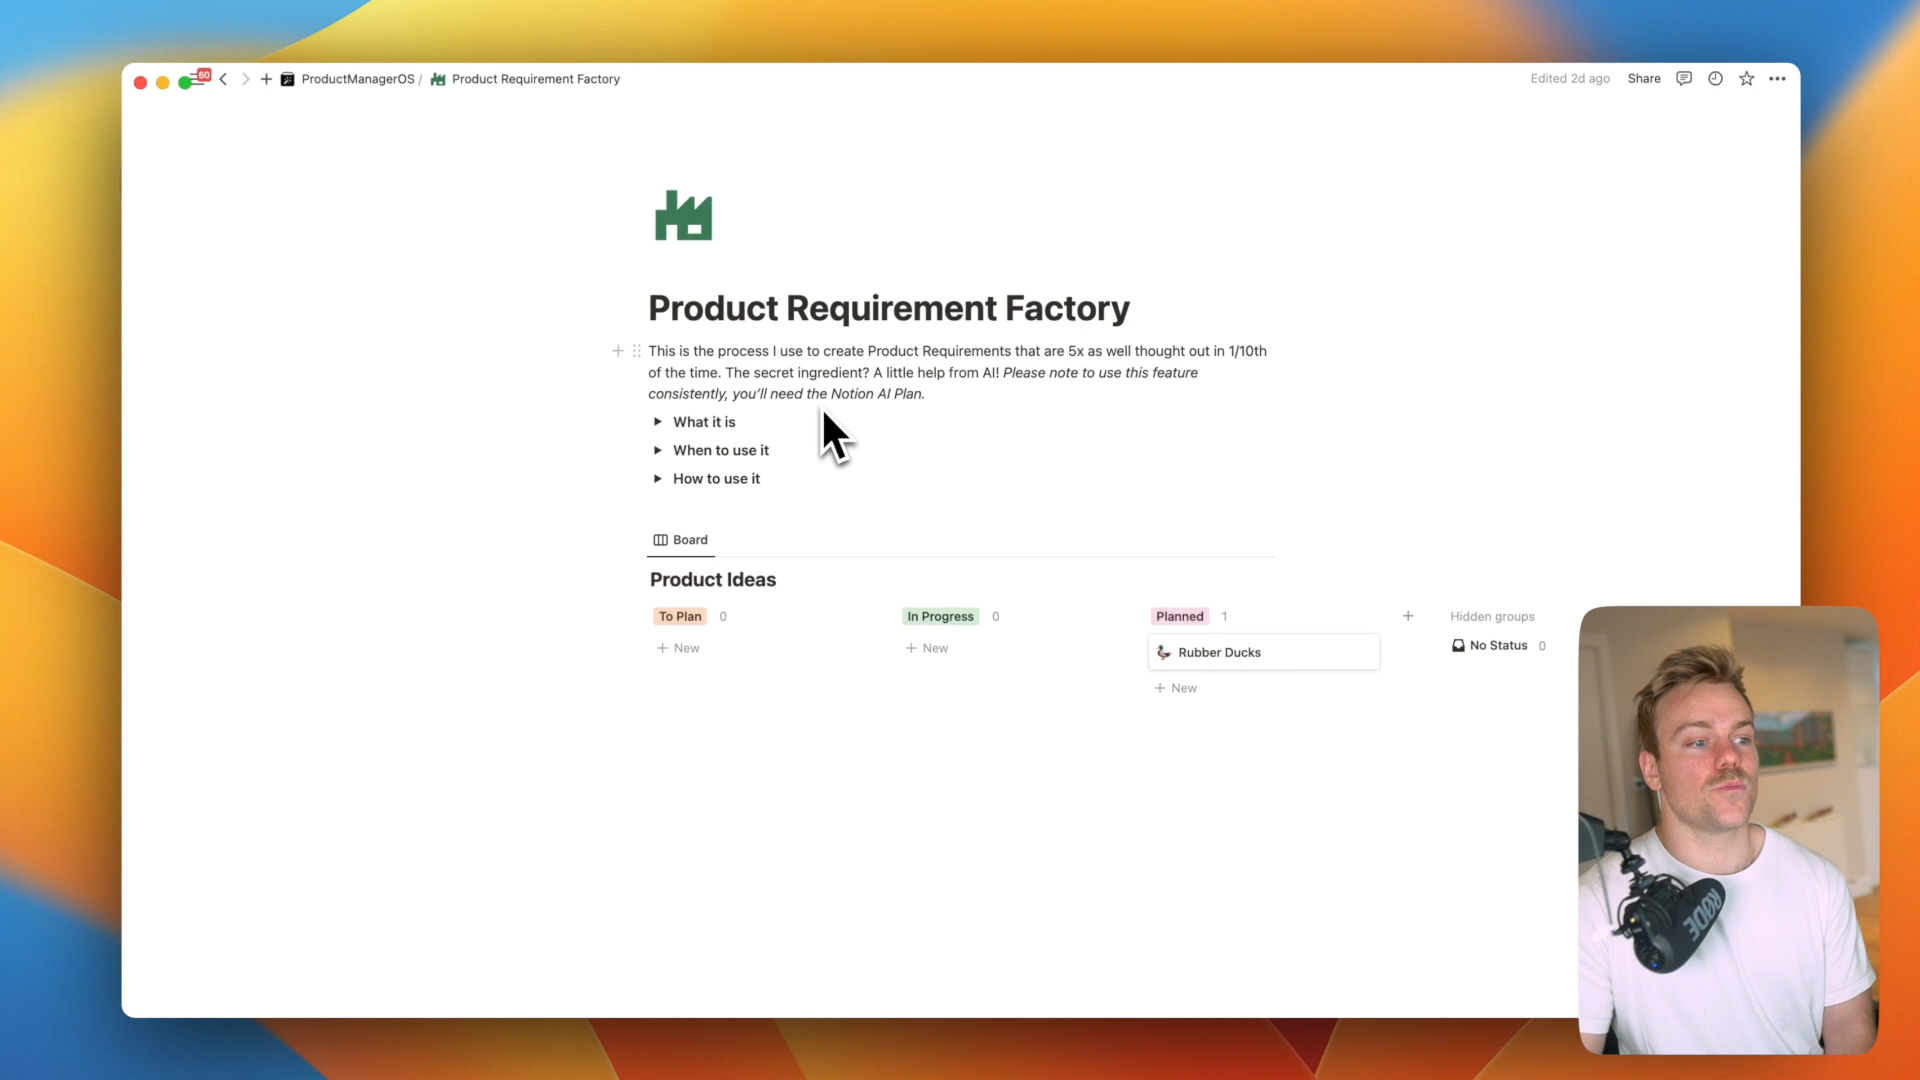 60
ProductManagerOS / Product Requirement Factory
Edited 2d ago Share
Product Requirement Factory
This is the process I use to create Product Requirements that are 5x as well thought out in 1/10th
of the time. The secret ingredient? A little help from AI! Please note to use this feature
consistently, you'll need the Notion AI Plan.
What it is
When to use it
How to use it
Board
Product Ideas
To Plan 0
In Progress 0
Planned 1
Hidden groups
New
New
Rubber Ducks
No Status 0
New
RØDE